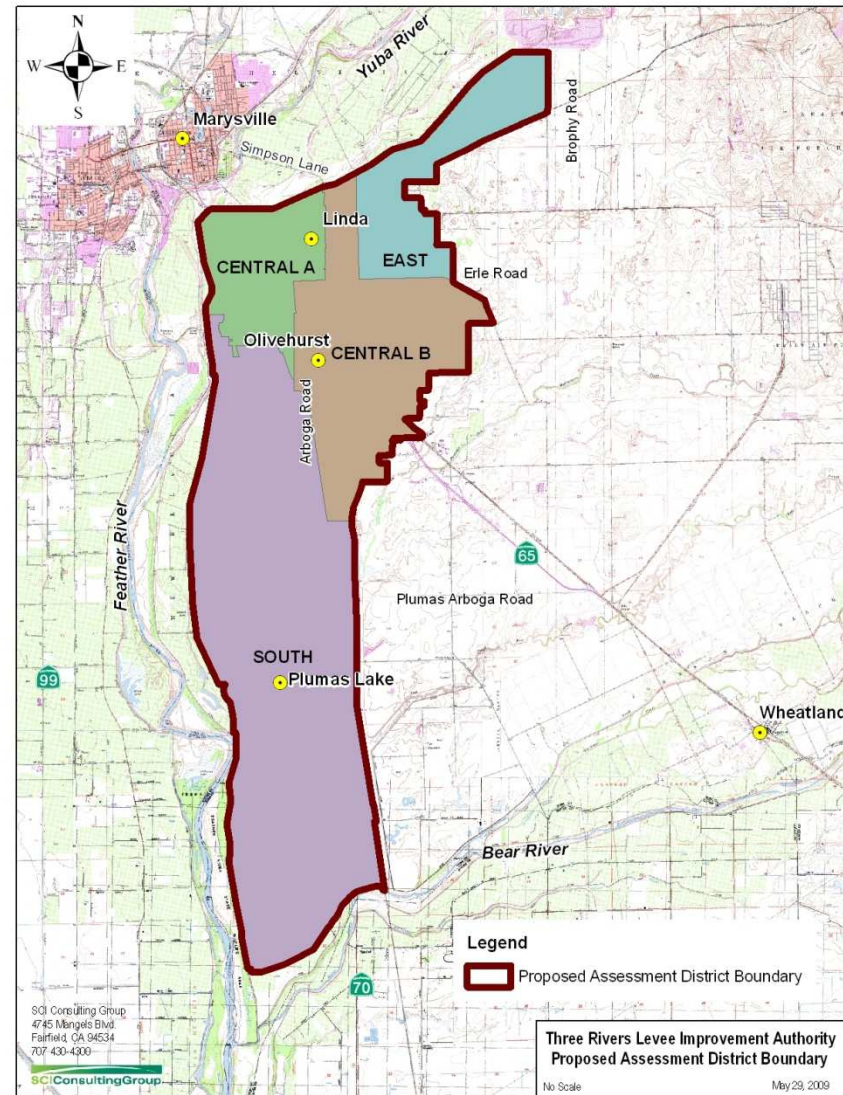 N
W E
S
Yuba River
Marysville
Simpson Lane
Brophy Road
Linda
CENTRAL A
EAST
Erle Road
Olivehurst
CENTRAL B
Arboga Road
Feather River
65
Plumas Arboga Road
99
SOUTH
Plumas Lake
Wheatland
Bear River
Legend
Proposed Assessment District Boundary
70
SCI Consulting Group
4745 Mangels Blvd.
Fairfield, CA 94534
707 430-4300
SCIConsultingGroup
Three Rivers Levee Improvement Authority
Proposed Assessment District Boundary
No Scale May 29, 2009